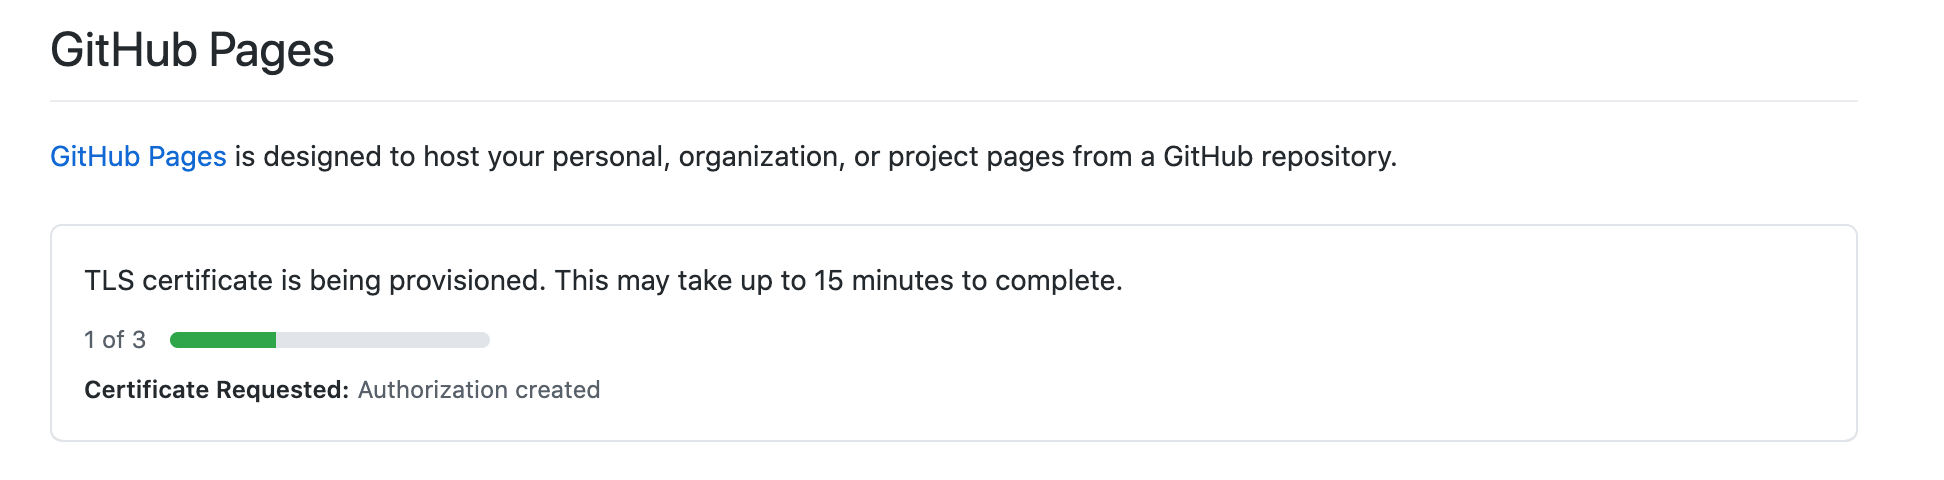 GitHub Pages
GitHub Pages is designed to host your personal, organization, or project pages from a GitHub repository.
TLS certificate is being provisioned. This may take up to 15 minutes to complete.
1 of 3
Certificate Requested: Authorization created